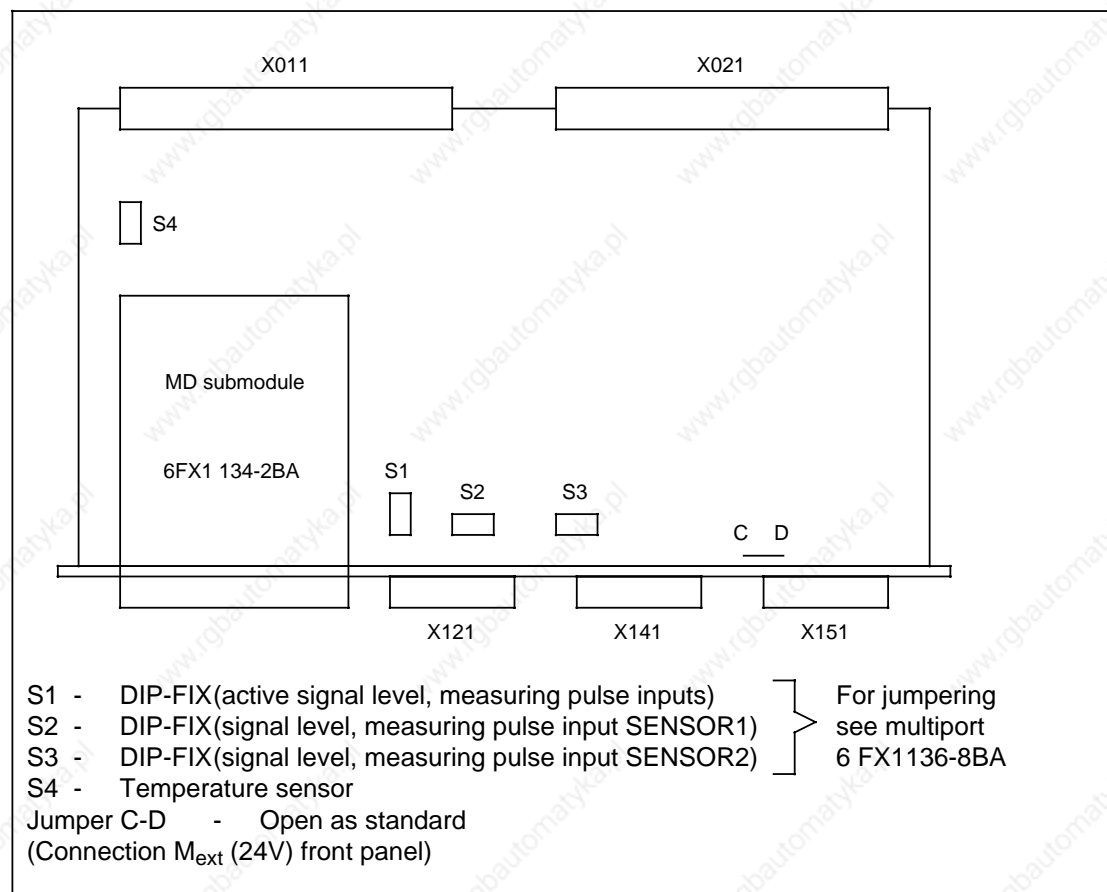 X011 X021
S4
MD submodule
6FX1 134-2BA
S1
S2 S3
C D
X121 X141 X151
S1 - DIP-FIX(active signal level, measuring pulse inputs)
S2 - DIP-FIX(signal level, measuring pulse input SENSOR1)
S3 - DIP-FIX(signal level, measuring pulse input SENSOR2)
For jumpering
see multiport
6 FX1136-8BA
S4 - Temperature sensor
Jumper C-D - Open as standard
(Connection Mext (24V) front panel)
www.rgbautomatyka.pl